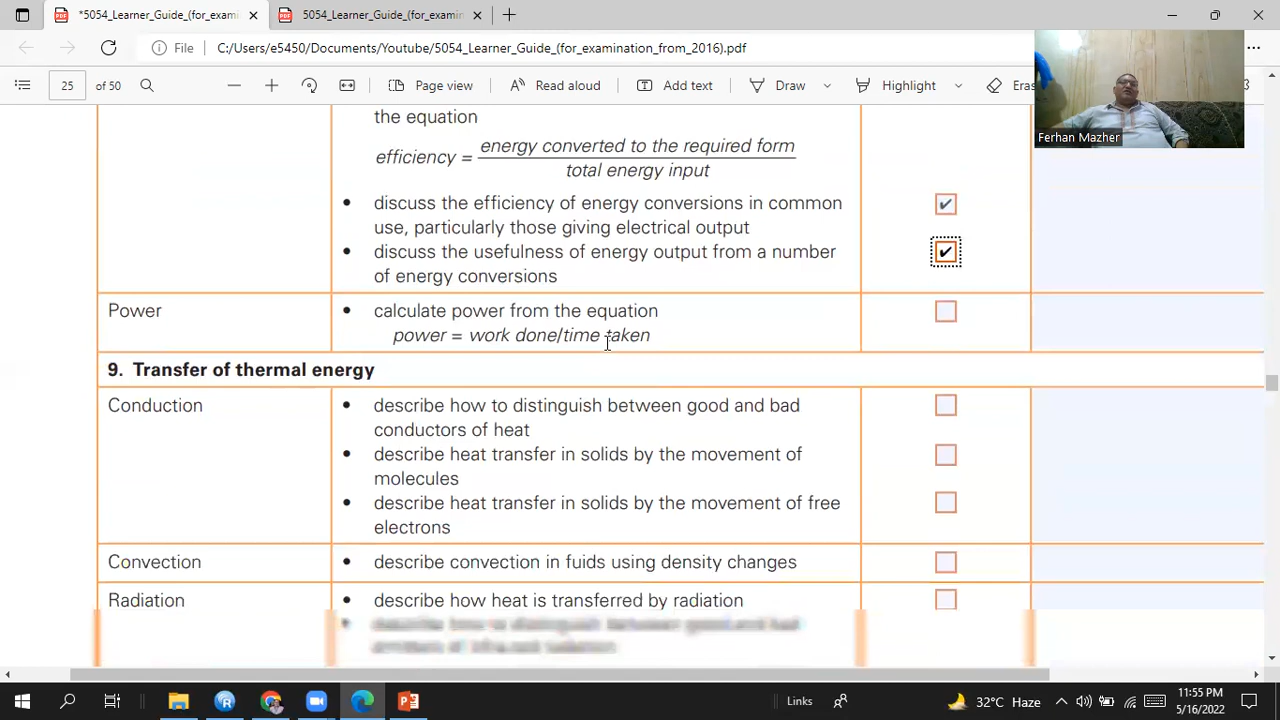 *5054_Learner_Guide_(for_exami
5054_Learner_Guide_(for_examin
File
C:/Users/e5450/Documents/Youtube/5054_Learner_Guide_(for_examination_from_2016).pdf
25 of 50
Page view
Read aloud
Add text
Draw
Highlight
Eras
3
Ferhan Mazher
the equation
efficiency = energy converted to the required form
total energy input
• discuss the efficiency of energy conversions in common
use, particularly those giving electrical output
• discuss the usefulness of energy output from a number
of energy conversions
Power
• calculate power from the equation
power = work done/time taken
9. Transfer of thermal energy
Conduction
• describe how to distinguish between good and bad
conductors of heat
• describe heat transfer in solids by the movement of
molecules
• describe heat transfer in solids by the movement of free
electrons
Convection
• describe convection in fuids using density changes
Radiation
• describe how heat is transferred by radiation
Links
32°C Haze
11:55 PM
5/16/2022